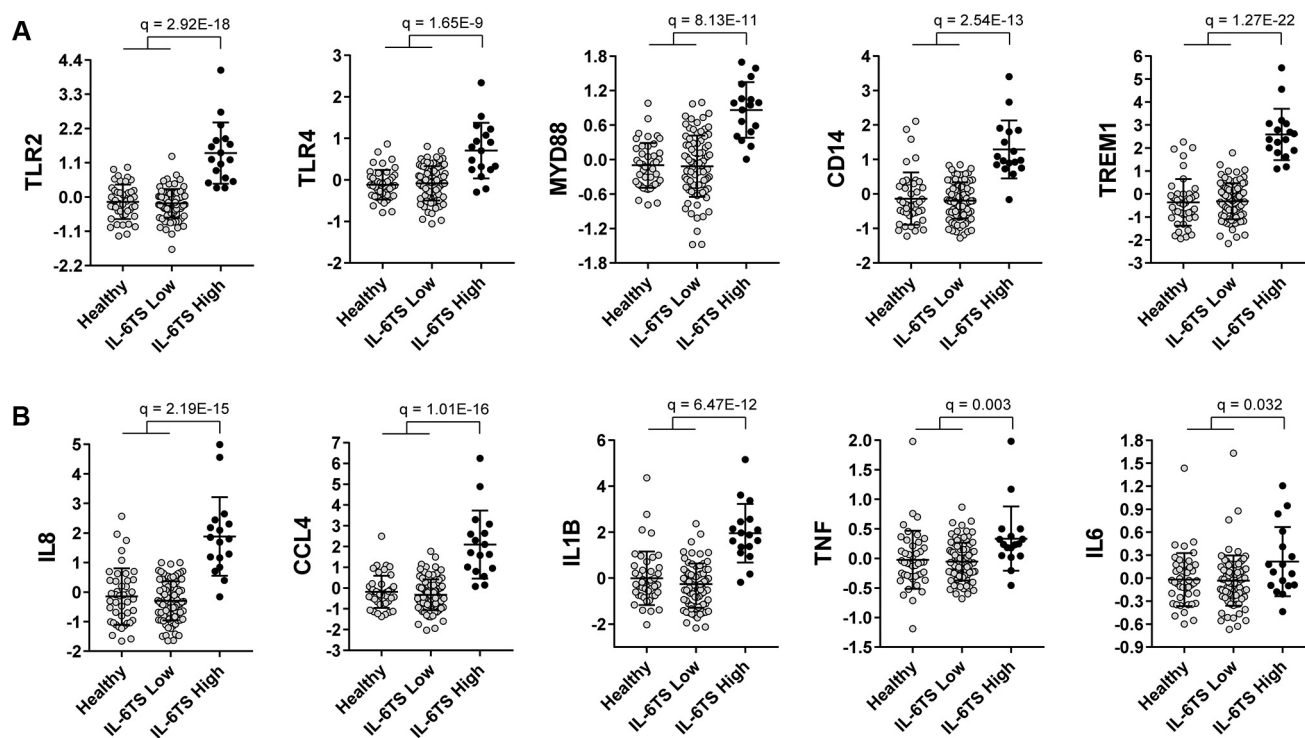 A
q = 2.92E-18
TLR2
4.4
3.3
2.2
1.1
0.0
-1.1
-2.2
Healthy
IL-6TS Low
IL-6TS High
q = 1.65E-9
TLR4
3
2
1
0
-1
-2
Healthy
IL-6TS Low
IL-6TS High
q = 8.13E-11
MYD88
1.8
1.2
0.6
0.0
-0.6
-1.2
-1.8
Healthy
IL-6TS Low
IL-6TS High
q = 2.54E-13
CD14
4
3
2
1
0
-1
-2
Healthy
IL-6TS Low
IL-6TS High
q = 1.27E-22
TREM1
6
5
4
3
2
1
0
-1
-2
-3
Healthy
IL-6TS Low
IL-6TS High
B
q = 2.19E-15
IL8
5
4
3
2
1
0
-1
-2
Healthy
IL-6TS Low
IL-6TS High
q = 1.01E-16
CCL4
7
6
5
4
3
2
1
0
-1
-2
-3
Healthy
IL-6TS Low
IL-6TS High
q = 6.47E-12
IL1B
6
4
2
0
-2
Healthy
IL-6TS Low
IL-6TS High
q = 0.003
TNF
2.0
1.5
1.0
0.5
0.0
-0.5
-1.0
-1.5
Healthy
IL-6TS Low
IL-6TS High
q = 0.032
IL6
1.8
1.5
1.2
0.9
0.6
0.3
0.0
-0.3
-0.6
-0.9
Healthy
IL-6TS Low
IL-6TS High